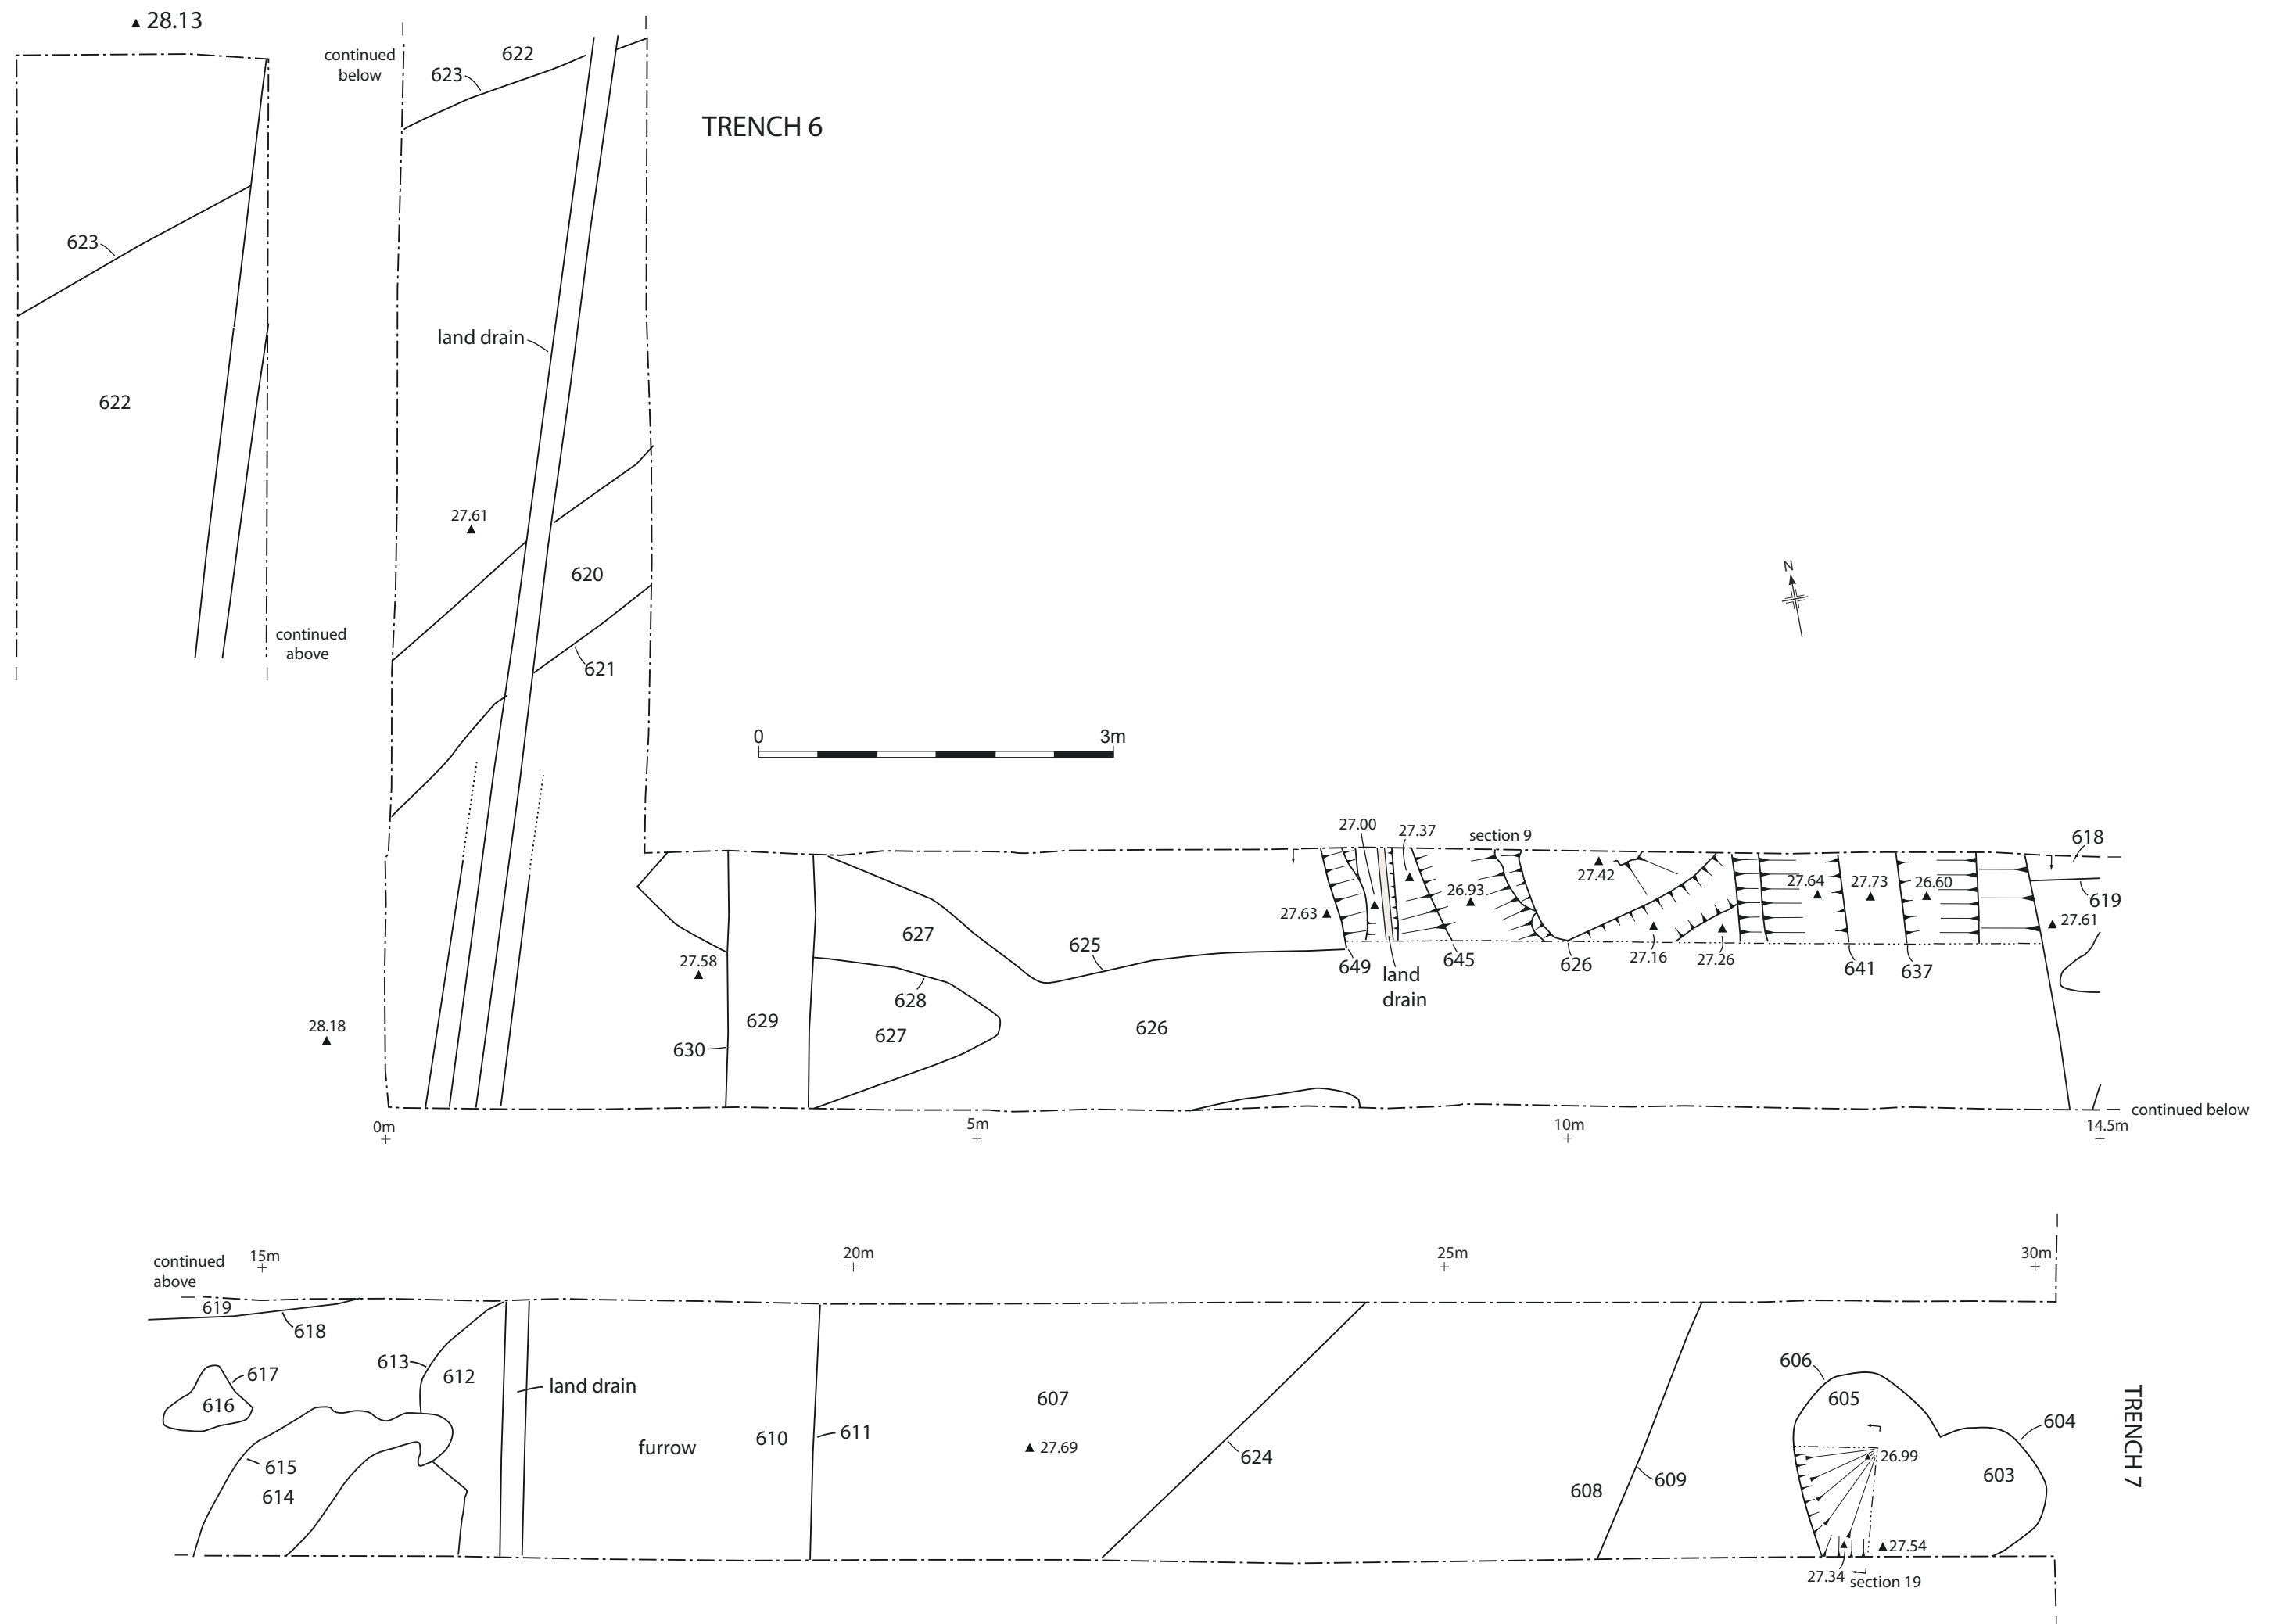 28.13
continued
below
622
623
TRENCH 6
623
land drain
622
27.61
N
620
continued
above
621
0
3m
27.00
27.37
section 9
618
27.42
27.64
27.73
26.60
26.93
619
27.63
27.61
627
625
27.58
649
land
drain
645
626
27.16
27.26
641
637
628
629
28.18
626
627
630
continued below
0m
5m
10m
14.5m
continued
above
15m
20m
25m
30m
619
618
613
612
617
606
land drain
607
605
616
604
TRENCH 7
611
610
furrow
27.69
624
26.99
615
603
609
614
608
27.54
27.34
section 19